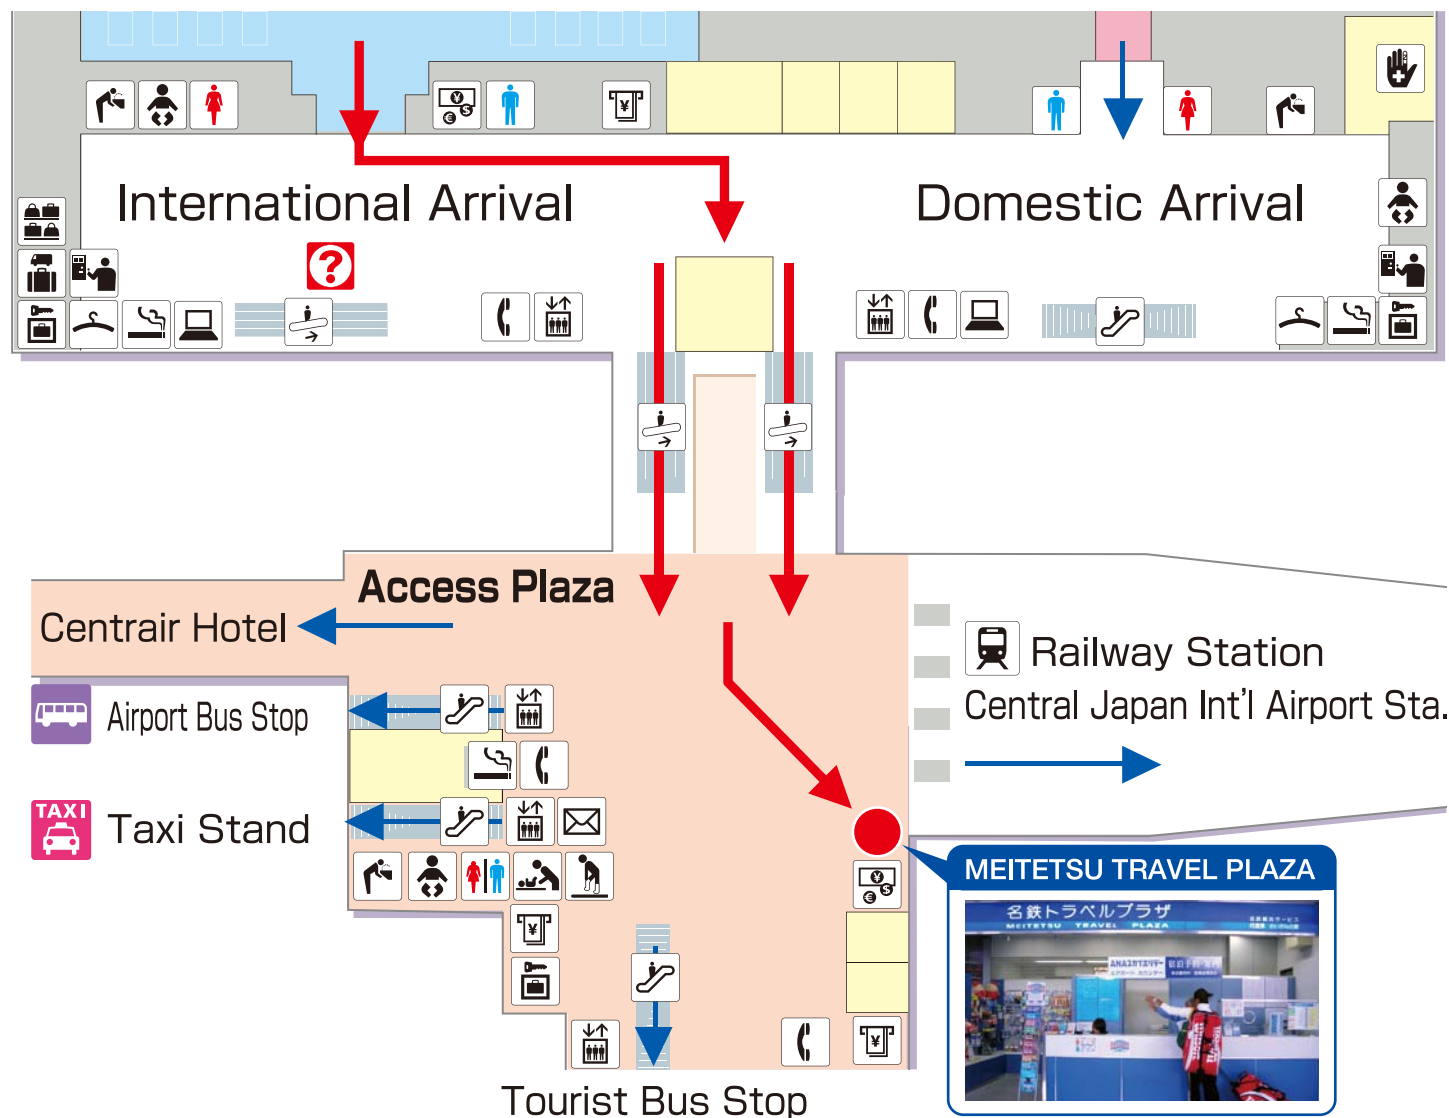 International Arrival
Domestic Arrival
?
Access Plaza
Centrair Hotel
Railway Station
Central Japan Int'l Airport Sta.
Airport Bus Stop
TAXI
Taxi Stand
MEITETSU TRAVEL PLAZA
名鉄トラベルプラザ
MEITETSU TRAVEL PLAZA
Tourist Bus Stop